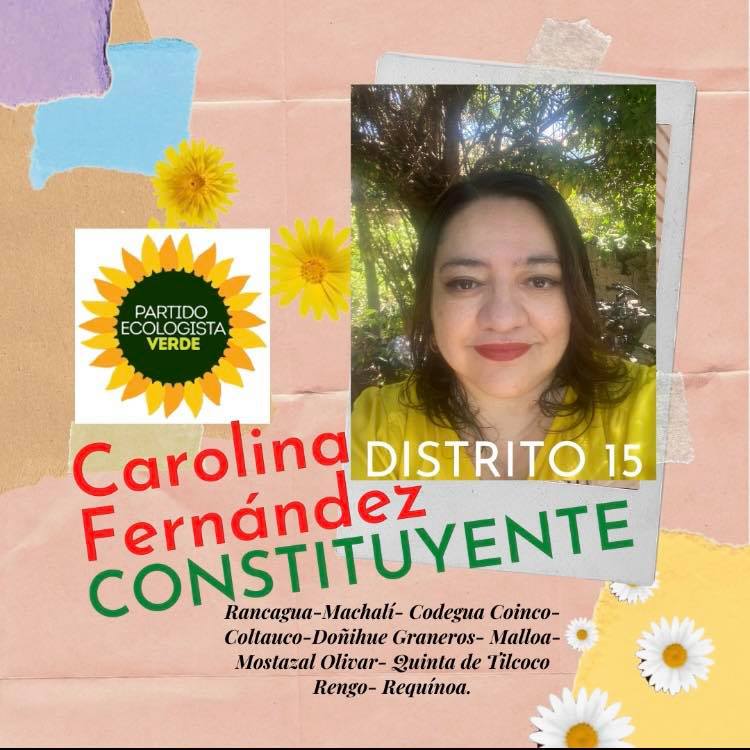 PARTIDO
ECOLOGISTA
VERDE
Carolina
Fernández
DISTRITO 15
CONSTITUYENTE
Rancagua-Machalí- Codegua Coinco-
Coltauco-Doñihue Graneros- Malloa-
Mostazal Olivar- Quinta de Tilcoco
Rengo- Requínoa.